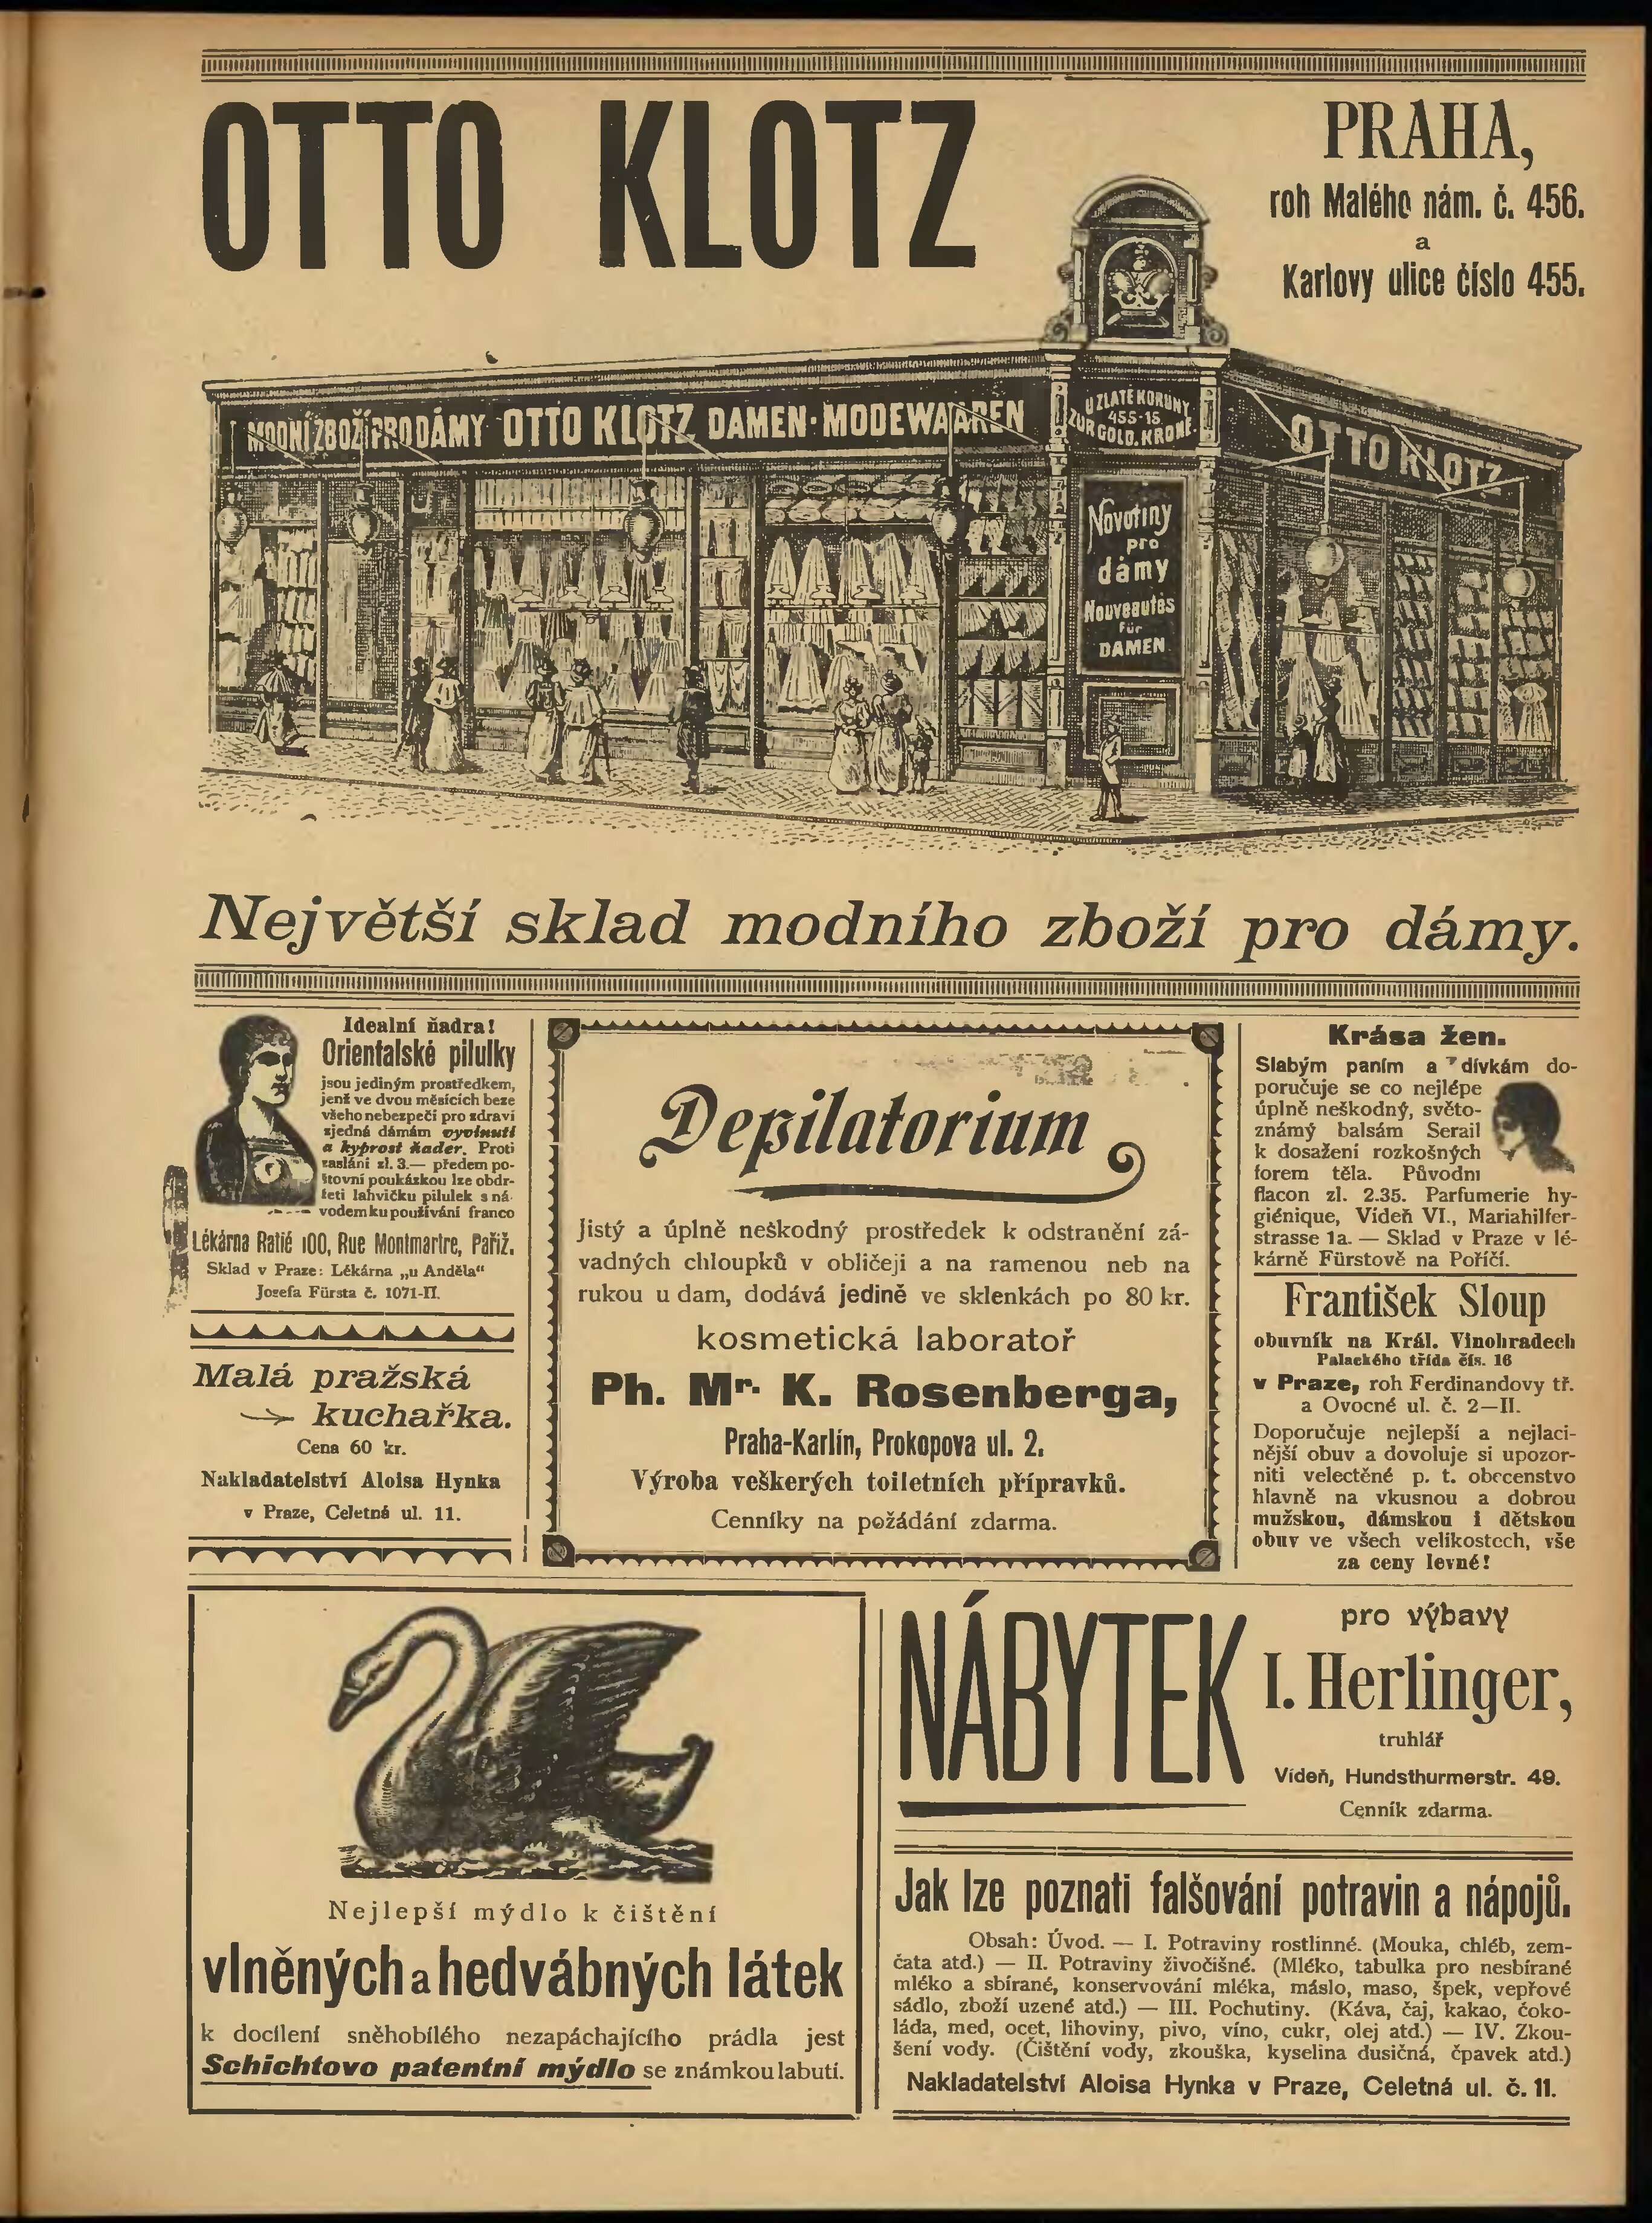 OTTO KLOTZ
PRAHA,
roh Malého nám. č. 456.
a
Karlovy ulice číslo 455.
MODNÍ ZBOŽÍ PRO DÁMY OTTO KLOTZ DAMEN-MODEWAAREN
U ZLATÉ KORUNY
455-15
ZUR GOLD. KRONE.
OTTO KLOTZ
Novotiny
pro
dámy
Nouveautés
für
DAMEN
Největší sklad modního zboží pro dámy.
Idealní ňadra!
Orientalské pilulky
jsou jediným prostředkem,
jenž ve dvou měsících beze
všeho nebezpečí pro zdraví
zjedná dámám vyvinutí
a kyprost ňader. Proti
zaslání zl. 3.— předem po-
štovní poukázkou lze obdr-
žeti lahvičku pilulek s ná-
vodem ku používání franco
Lékárna Ratié 100, Rue Montmartre, Paříž.
Sklad v Praze: Lékárna „u Anděla“
Josefa Fürsta č. 1071-II.
Malá pražská
kuchařka.
Cena 60 kr.
Nakladatelství Aloisa Hynka
v Praze, Celetná ul. 11.
Depilatorium
Jistý a úplně neškodný prostředek k odstranění zá-
vadných chloupků v obličeji a na ramenou neb na
rukou u dam, dodává jedině ve sklenkách po 80 kr.
kosmetická laboratoř
Ph. Mr. K. Rosenberga,
Praha-Karlín, Prokopova ul. 2.
Výroba veškerých toiletních přípravků.
Cenníky na požádání zdarma.
Krása žen.
Slabým paním a dívkám do-
poručuje se co nejlépe
úplně neškodný, světo-
známý balsám Serail
k dosažení rozkošných
forem těla. Původní
flacon zl. 2.35. Parfumerie hy-
giénique, Vídeň VI., Mariahilfer-
strasse 1a. — Sklad v Praze v lé-
kárně Fürstově na Poříčí.
František Sloup
obuvník na Král. Vinohradech
Palackého třída čís. 16
v Praze, roh Ferdinandovy tř.
a Ovocné ul. č. 2—II.
Doporučuje nejlepší a nejlaci-
nější obuv a dovoluje si upozor-
niti velectěné p. t. obecenstvo
hlavně na vkusnou a dobrou
mužskou, dámskou i dětskou
obuv ve všech velikostech, vše
za ceny levné!
Nejlepší mýdlo k čištění
vlněných a hedvábných látek
k docílení sněhobílého nezapáchajícího prádla jest
Schichtovo patentní mýdlo se známkou labutí.
NÁBYTEK
pro výbavy
I. Herlinger,
truhlář
Vídeň, Hundsthurmerstr. 49.
Cenník zdarma.
Jak lze poznati falšování potravin a nápojů.
Obsah: Úvod. — I. Potraviny rostlinné. (Mouka, chléb, zem-
čata atd.) — II. Potraviny živočišné. (Mléko, tabulka pro nesbírané
mléko a sbírané, konservování mléka, máslo, maso, špek, vepřové
sádlo, zboží uzené atd.) — III. Pochutiny. (Káva, čaj, kakao, čoko-
láda, med, ocet, lihoviny, pivo, víno, cukr, olej atd.) — IV. Zkou-
šení vody. (Čištění vody, zkouška, kyselina dusičná, čpavek atd.)
Nakladatelství Aloisa Hynka v Praze, Celetná ul. č. 11.